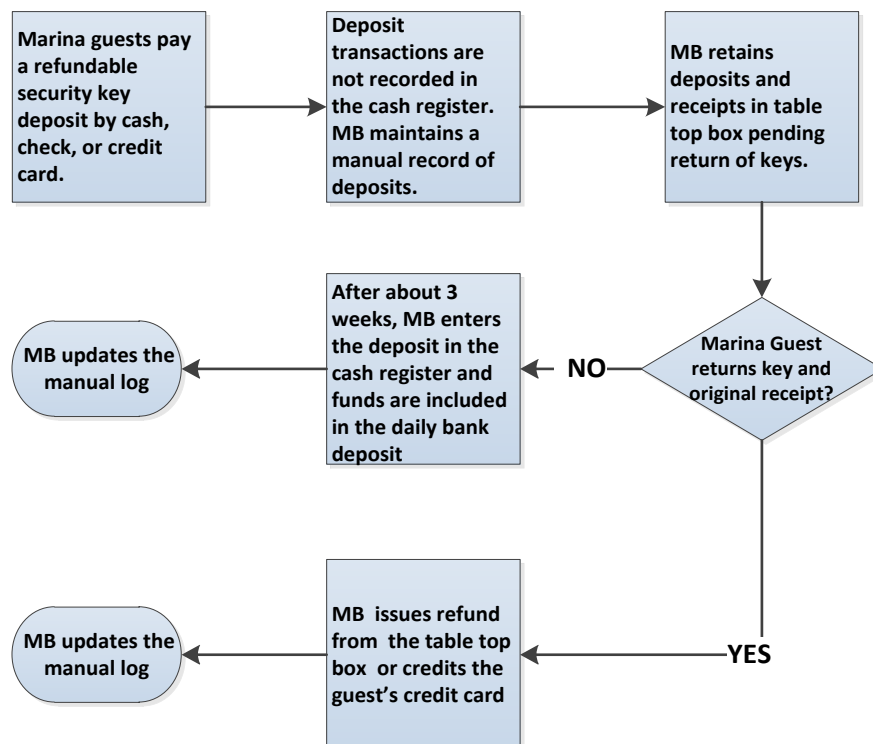 Marina guests pay
a refundable
security key
deposit by cash,
check, or credit
card.
Deposit
transactions are
not recorded in
the cash register.
MB maintains a
manual record of
deposits.
MB retains
deposits and
receipts in table
top box pending
return of keys.
Marina Guest
returns key and
original receipt?
NO
After about 3
weeks, MB enters
the deposit in the
cash register and
funds are included
in the daily bank
deposit
MB updates the
manual log
YES
MB  issues refund
from  the table top
box  or credits the
guest’s credit card
MB updates the
manual log